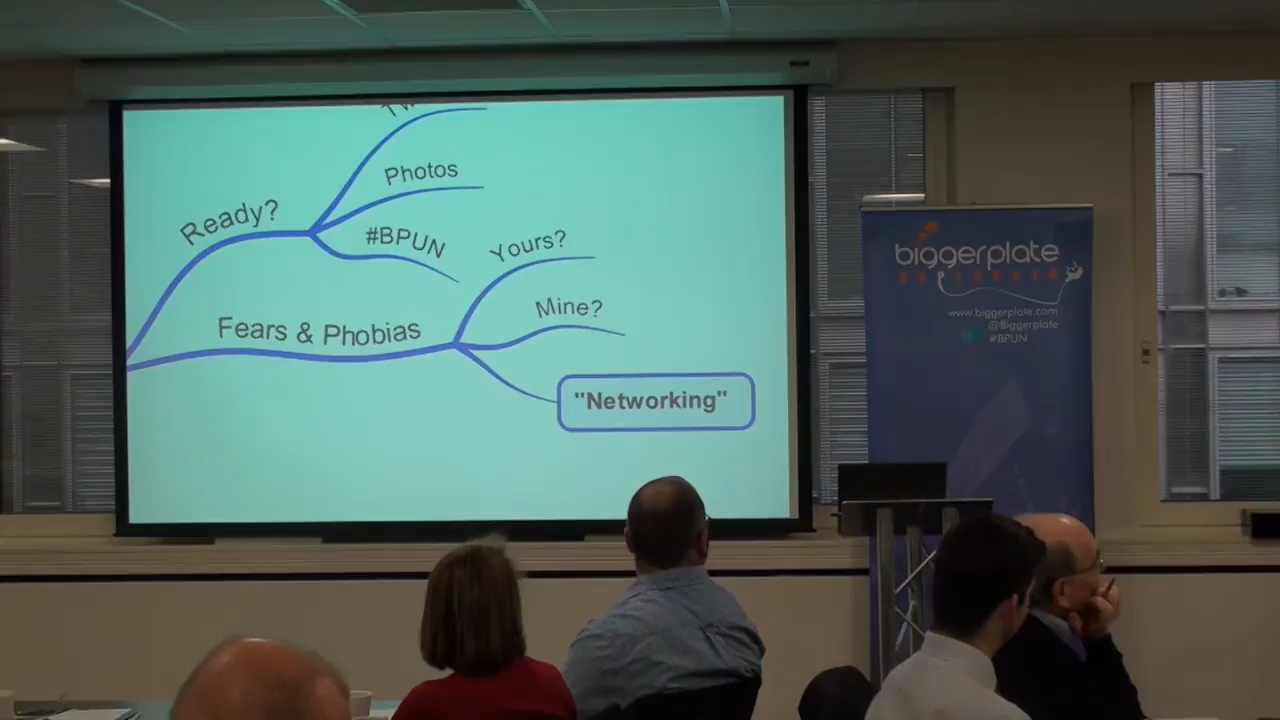 Photos
Ready?
#BPUN
Yours?
Mine?
Fears & Phobias
"Networking"
biggerplate
www.biggerplate.com
@Biggerplate
#BPUN